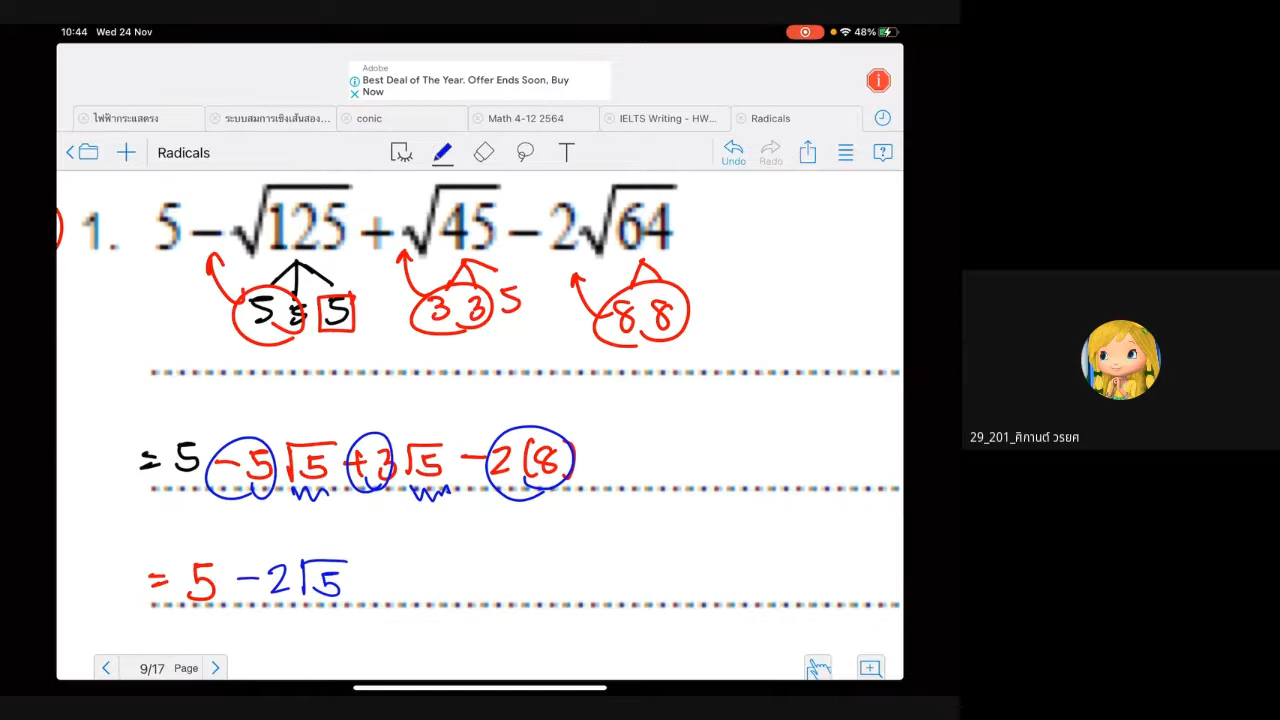 10:44 Wed 24 Nov
48%
Adobe
Best Deal of The Year. Offer Ends Soon, Buy
Now
ไฟฟ้ากระแสตรง
ระบบสมการเชิงเส้นสอง...
conic
Math 4-12 2564
IELTS Writing - HW...
Radicals
Radicals
T
Undo
Redo
1. 5 − √125 + √45 − 2√64
5 5 5 3 3 5 8 8
= 5 − 5 √5 + 3 √5 − 2 (8)
= 5 − 2√5
9/17 Page
29_201_ศิกานต์ วรยศ